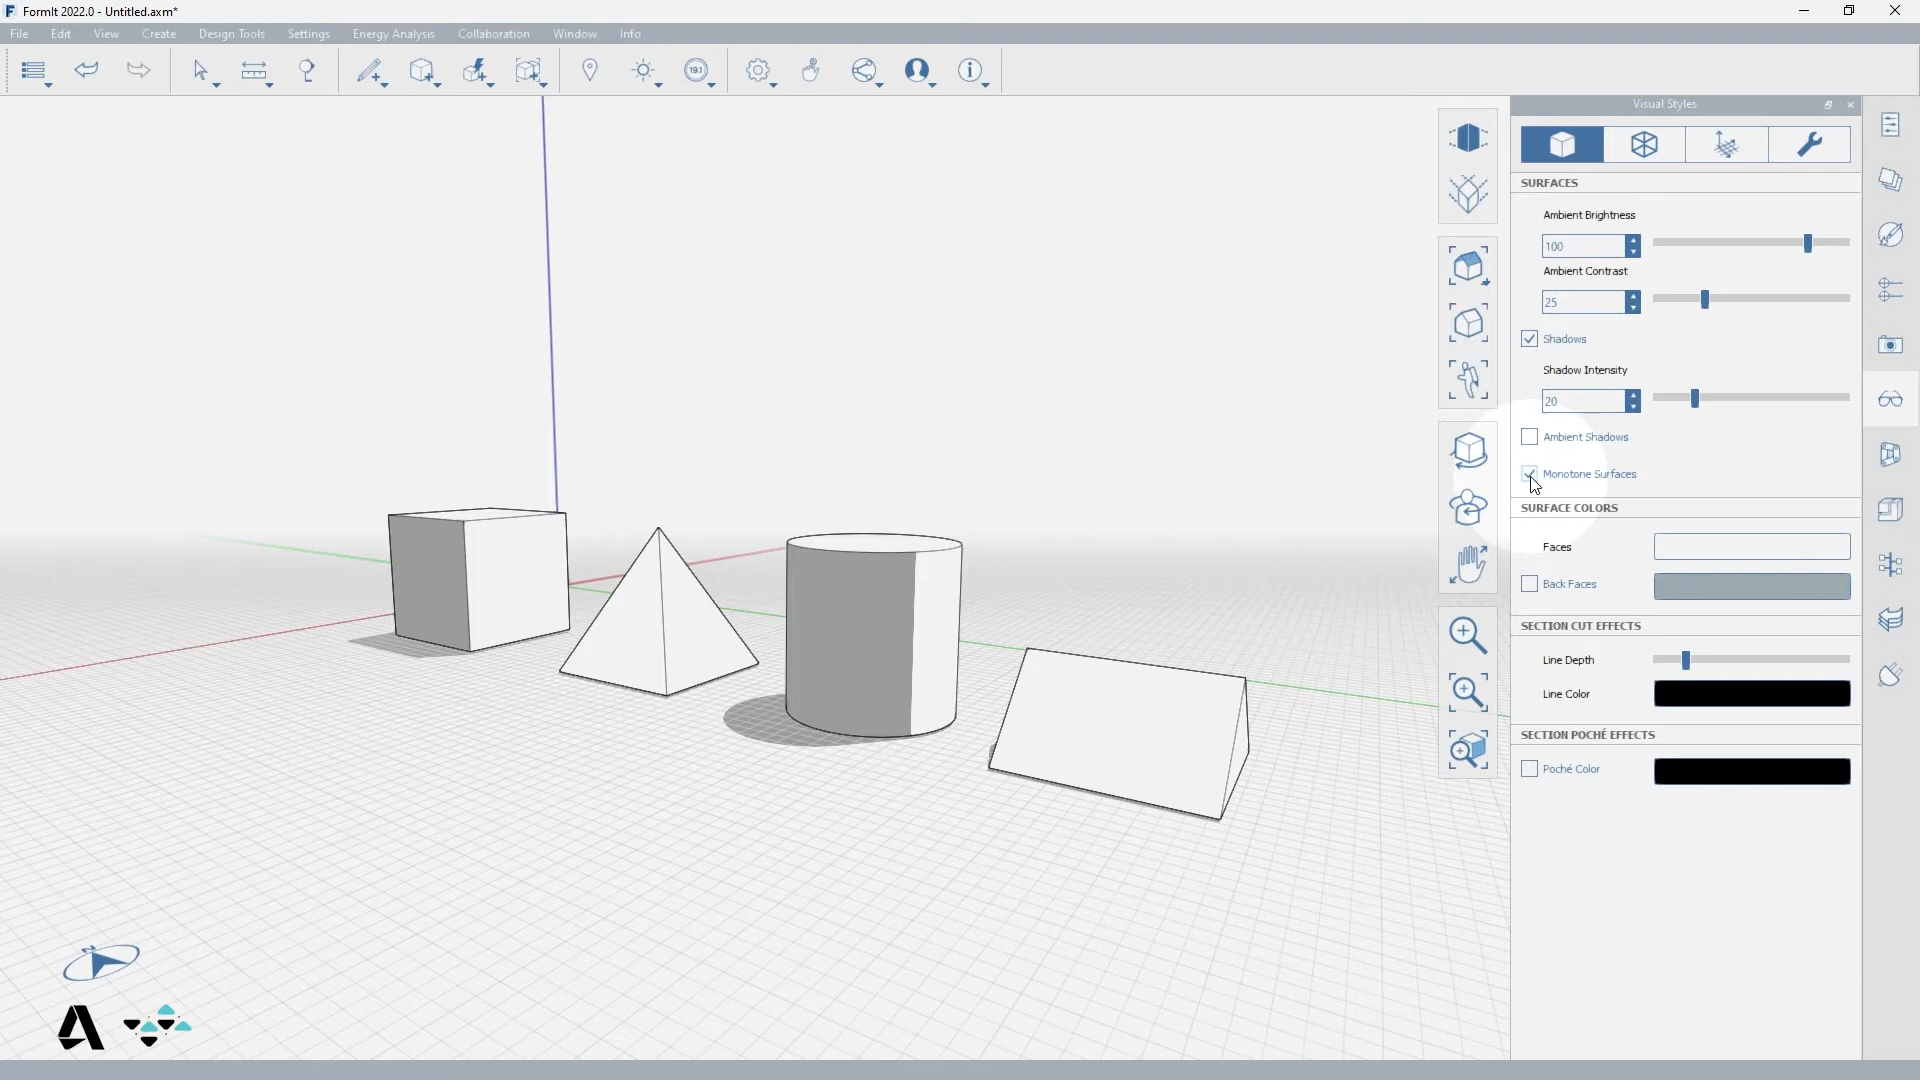 FormIt 2022.0 - Untitled.axm*
File Edit View Create Design Tools Settings Energy Analysis Collaboration Window Info
19.1
Visual Styles
SURFACES
Ambient Brightness
100
Ambient Contrast
25
Shadows
Shadow Intensity
20
Ambient Shadows
Monotone Surfaces
SURFACE COLORS
Faces
Back Faces
SECTION CUT EFFECTS
Line Depth
Line Color
SECTION POCHÉ EFFECTS
Poché Color
N